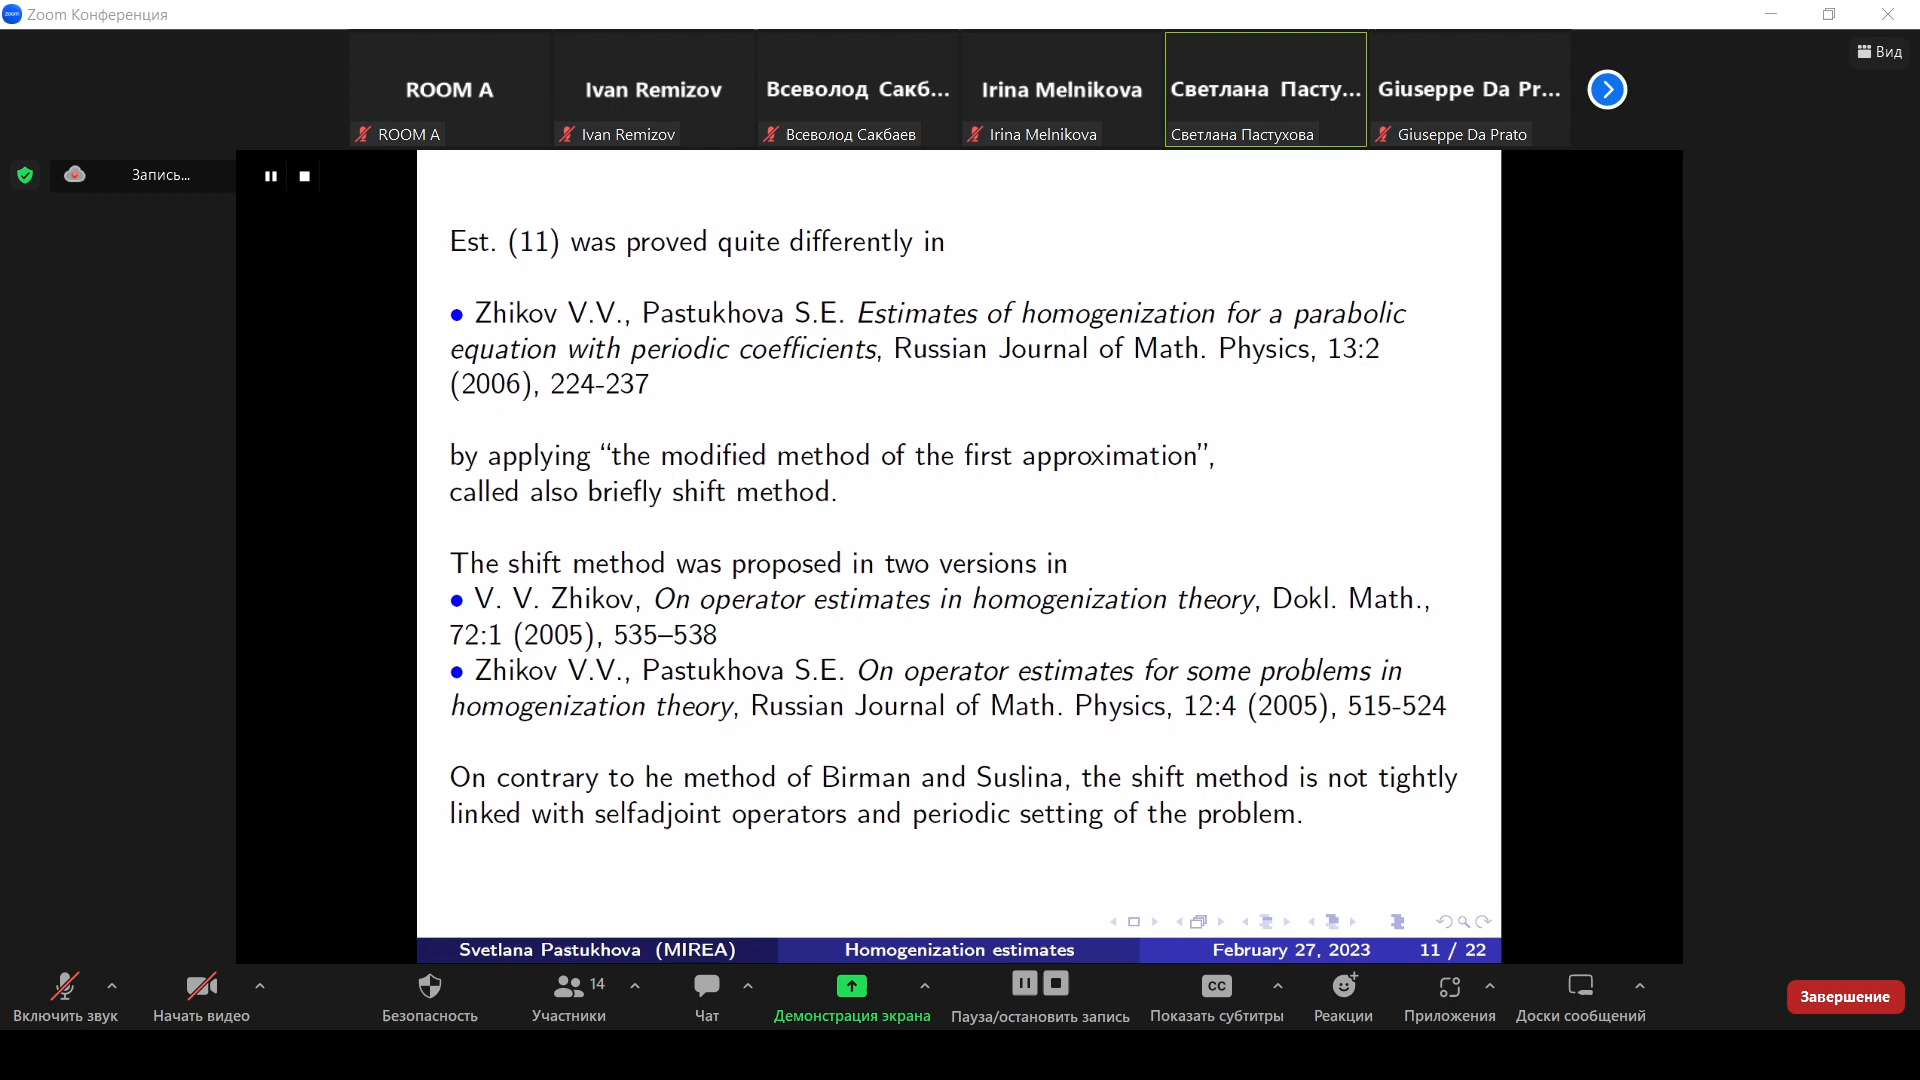 Zoom Конференция
Вид
ROOM A
Ivan Remizov
Всеволод Сакб...
Irina Melnikova
Светлана Пасту...
Giuseppe Da Pr...
ROOM A
Ivan Remizov
Всеволод Сакбаев
Irina Melnikova
Светлана Пастухова
Giuseppe Da Prato
Запись...
Est. (11) was proved quite differently in
• Zhikov V.V., Pastukhova S.E. Estimates of homogenization for a parabolic
equation with periodic coefficients, Russian Journal of Math. Physics, 13:2
(2006), 224-237
by applying “the modified method of the first approximation”,
called also briefly shift method.
The shift method was proposed in two versions in
• V. V. Zhikov, On operator estimates in homogenization theory, Dokl. Math.,
72:1 (2005), 535–538
• Zhikov V.V., Pastukhova S.E. On operator estimates for some problems in
homogenization theory, Russian Journal of Math. Physics, 12:4 (2005), 515-524
On contrary to he method of Birman and Suslina, the shift method is not tightly
linked with selfadjoint operators and periodic setting of the problem.
Svetlana Pastukhova (MIREA) Homogenization estimates February 27, 2023 11 / 22
14
CC
Включить звук
Начать видео
Безопасность
Участники
Чат
Демонстрация экрана
Пауза/остановить запись
Показать субтитры
Реакции
Приложения
Доски сообщений
Завершение